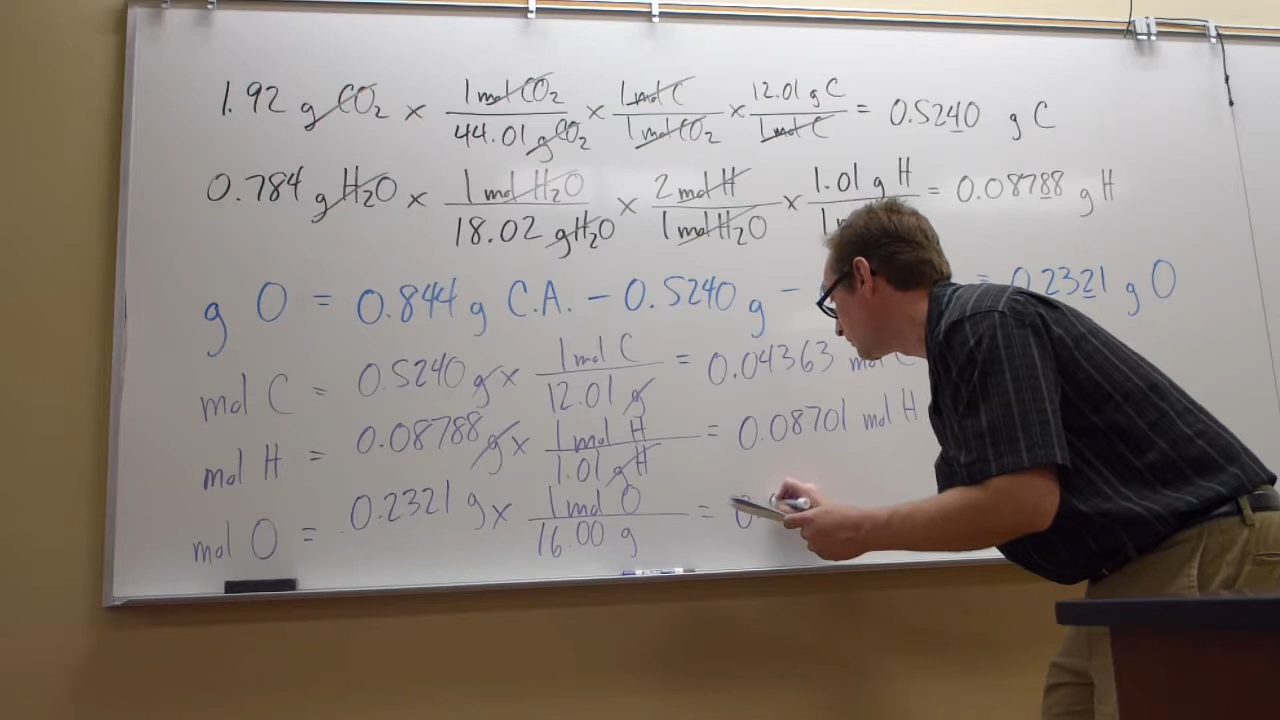 1.92 g CO₂ × 1 mol CO₂ / 44.01 g CO₂ × 1 mol C / 1 mol CO₂ × 12.01 g C / 1 mol C = 0.5240 g C
0.784 g H₂O × 1 mol H₂O / 18.02 g H₂O × 2 mol H / 1 mol H₂O × 1.01 g H / 1 m = 0.08788 g H
g O = 0.844 g C.A. - 0.5240 g - = 0.2321 g O
mol C = 0.5240 g × 1 mol C / 12.01 g = 0.04363 mol C
mol H = 0.08788 g × 1 mol H / 1.01 g H = 0.08701 mol H
mol O = 0.2321 g × 1 mol O / 16.00 g = 0